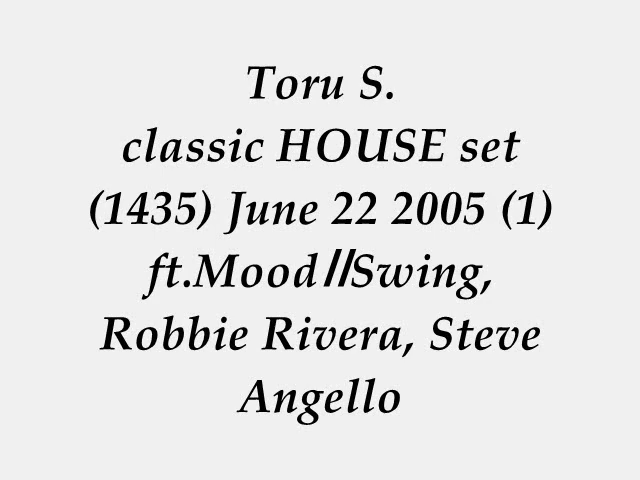 Toru S.
classic HOUSE set
(1435) June 22 2005 (1)
ft.Mood//Swing,
Robbie Rivera, Steve
Angello